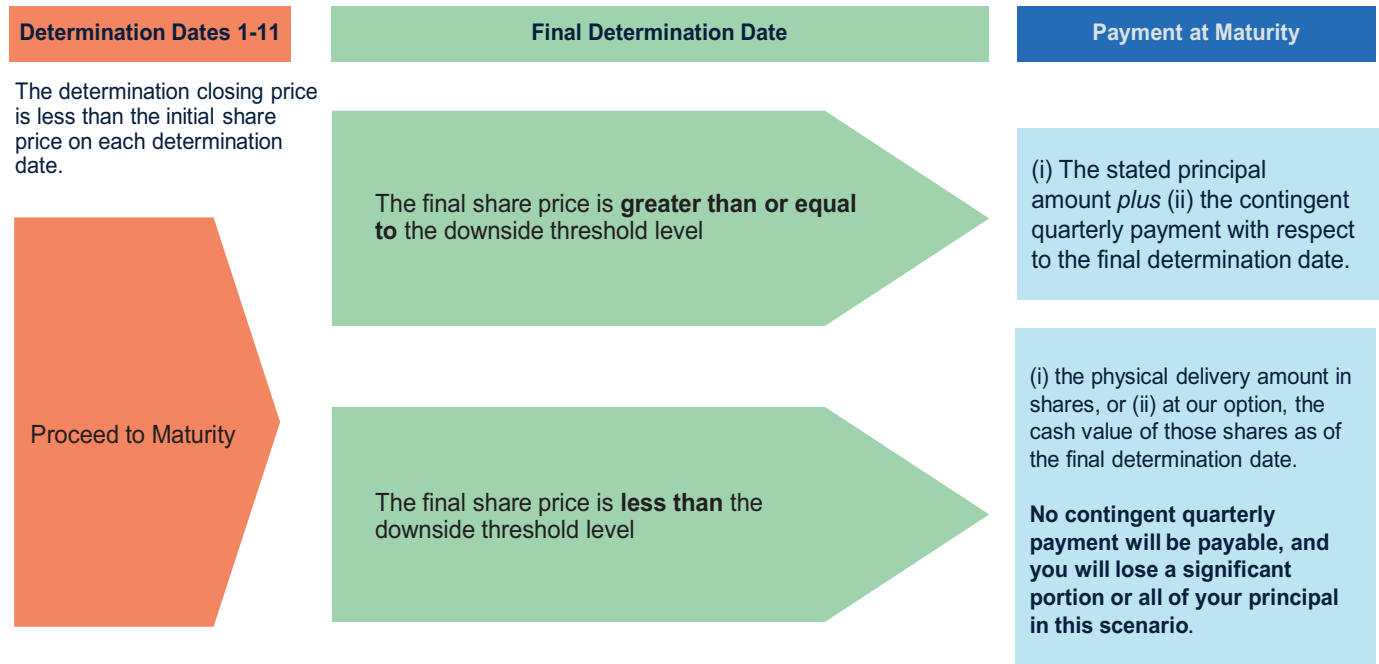 Determination Dates 1-11
The determination closing price
is less than the initial share
price on each determination
date.
Proceed to Maturity
Final Determination Date
The final share price is greater than or equal
to the downside threshold level
The final share price is less than the
downside threshold level
Payment at Maturity
(i) The stated principal
amount plus (ii) the contingent
quarterly payment with respect
to the final determination date.
(i) the physical delivery amount in
shares, or (ii) at our option, the
cash value of those shares as of
the final determination date.
No contingent quarterly
payment will be payable, and
you will lose a significant
portion or all of your principal
in this scenario.